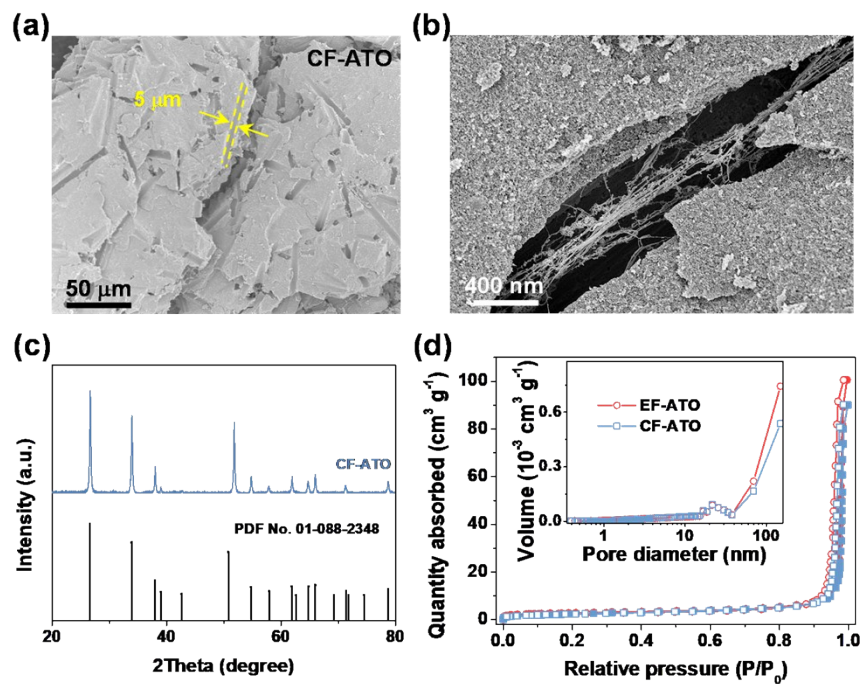 (a)
CF-ATO
5 μm
50 μm
(b)
400 nm
(c)
Intensity (a.u.)
CF-ATO
PDF No. 01-088-2348
20 40 60 80
2Theta (degree)
(d)
Quantity absorbed (cm³ g⁻¹)
100
80
60
40
20
0
0.0 0.2 0.4 0.6 0.8 1.0
Relative pressure (P/P₀)
Volume (10⁻³ cm³ g⁻¹)
0.6
0.3
0.0
EF-ATO
CF-ATO
1 10 100
Pore diameter (nm)